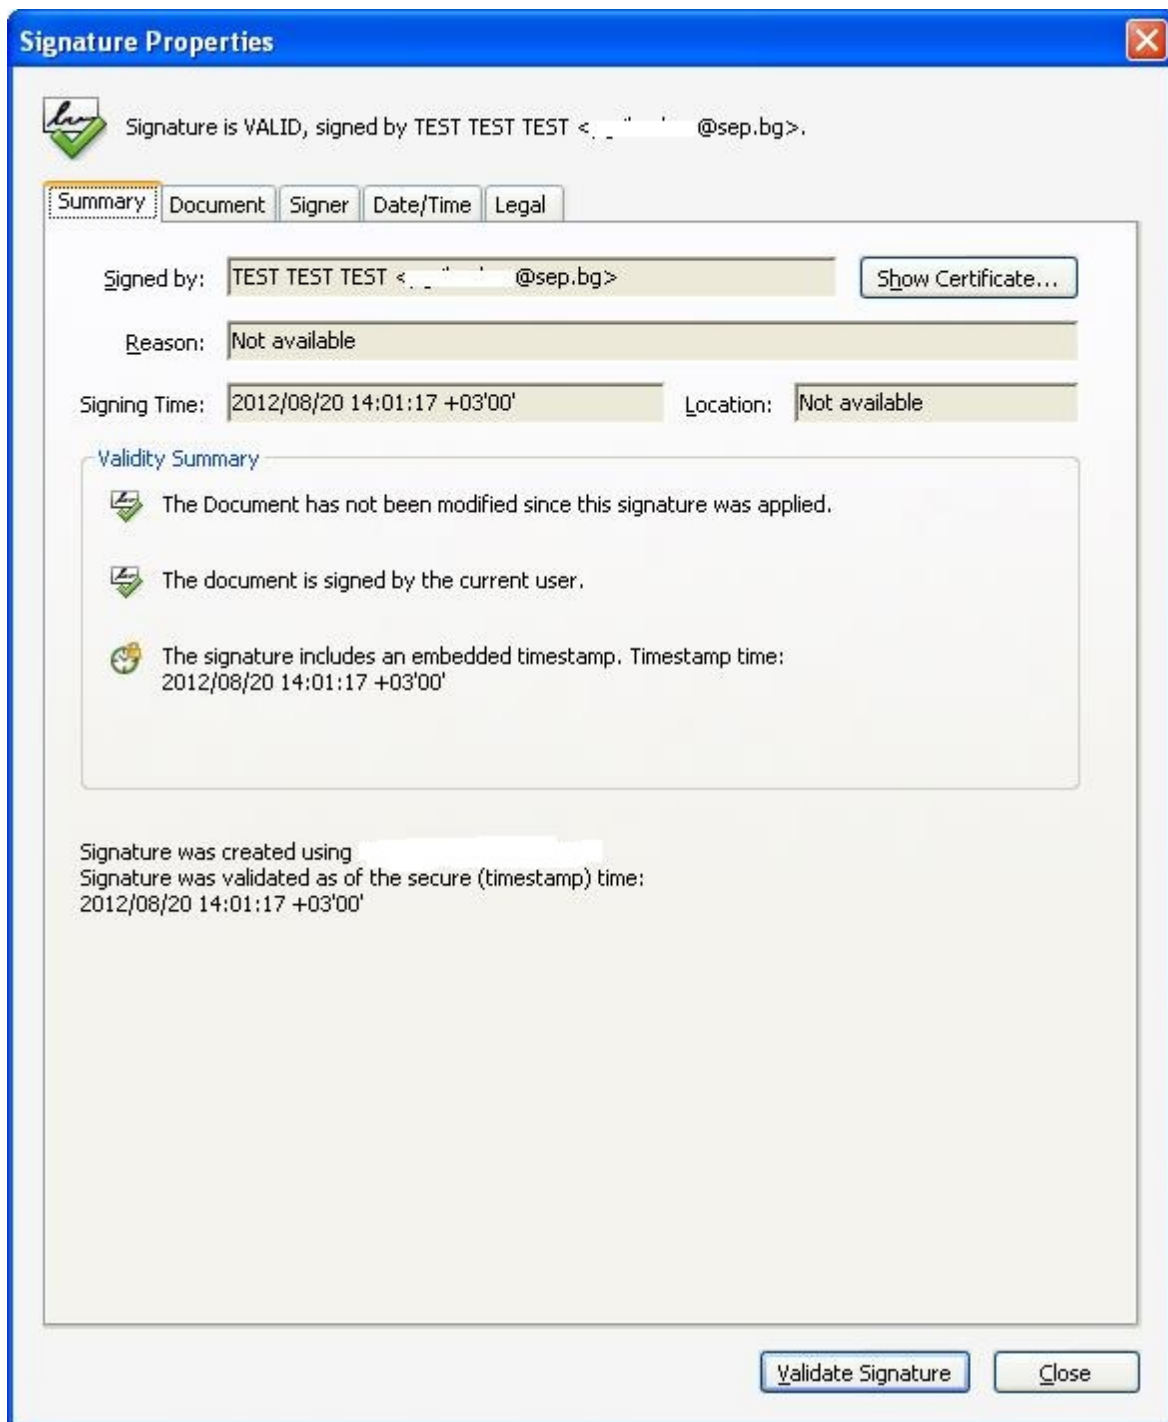 Signature Properties
Signature is VALID, signed by TEST TEST TEST < @sep.bg>.
Summary Document Signer Date/Time Legal
Signed by: TEST TEST TEST < @sep.bg> Show Certificate...
Reason: Not available
Signing Time: 2012/08/20 14:01:17 +03'00' Location: Not available
Validity Summary
The Document has not been modified since this signature was applied.
The document is signed by the current user.
The signature includes an embedded timestamp. Timestamp time:
2012/08/20 14:01:17 +03'00'
Signature was created using
Signature was validated as of the secure (timestamp) time:
2012/08/20 14:01:17 +03'00'
Validate Signature Close